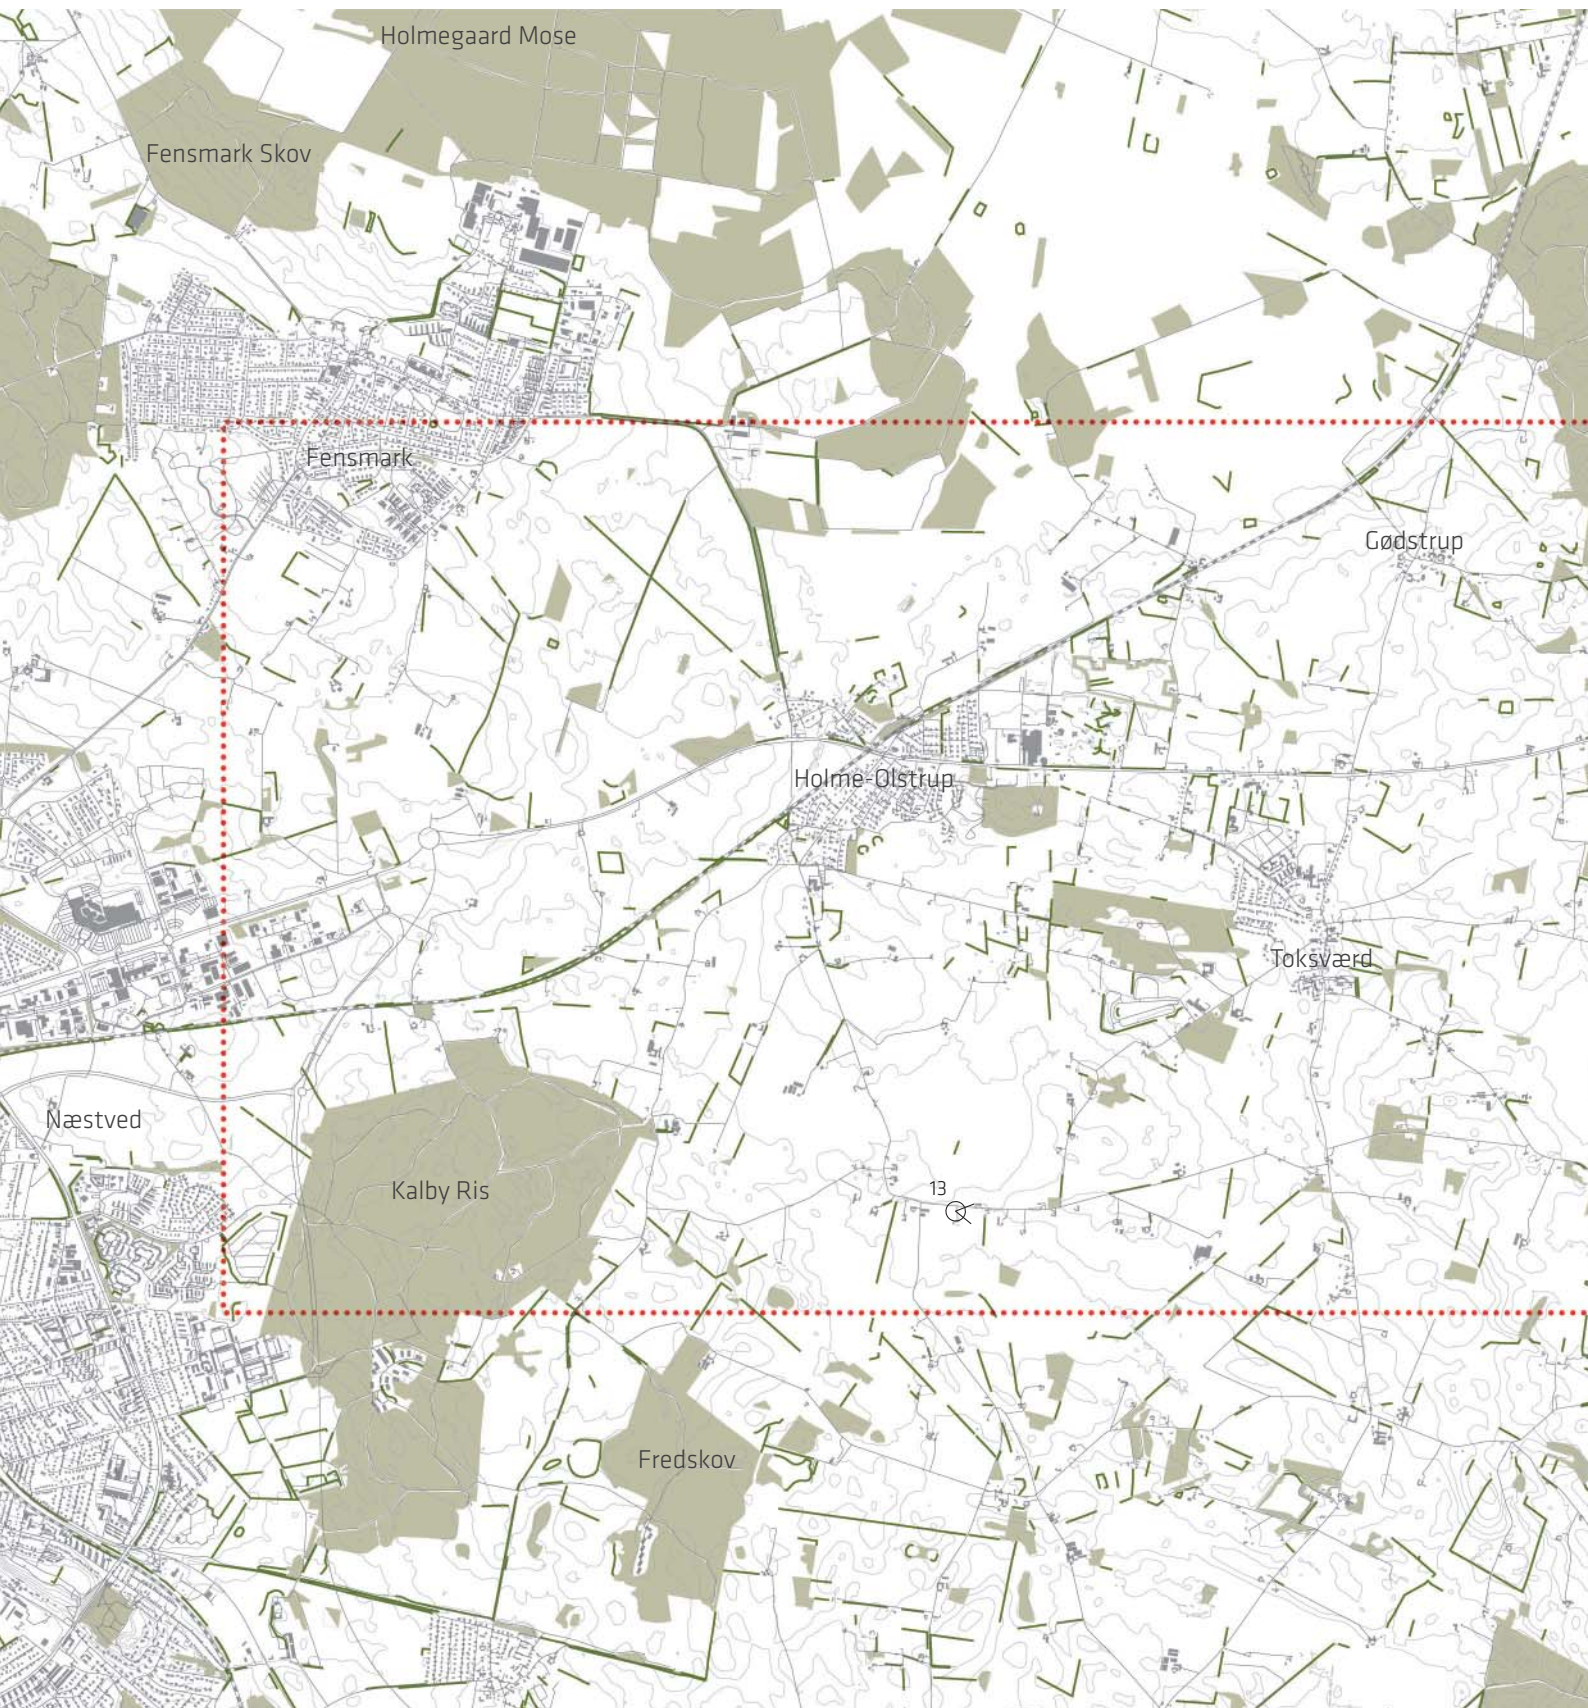 Holmegaard Mose
Fensmark Skov
Fensmark
Gødstrup
Holme-Olstrup
Toksværd
Næstved
Kalby Ris
13
Fredskov